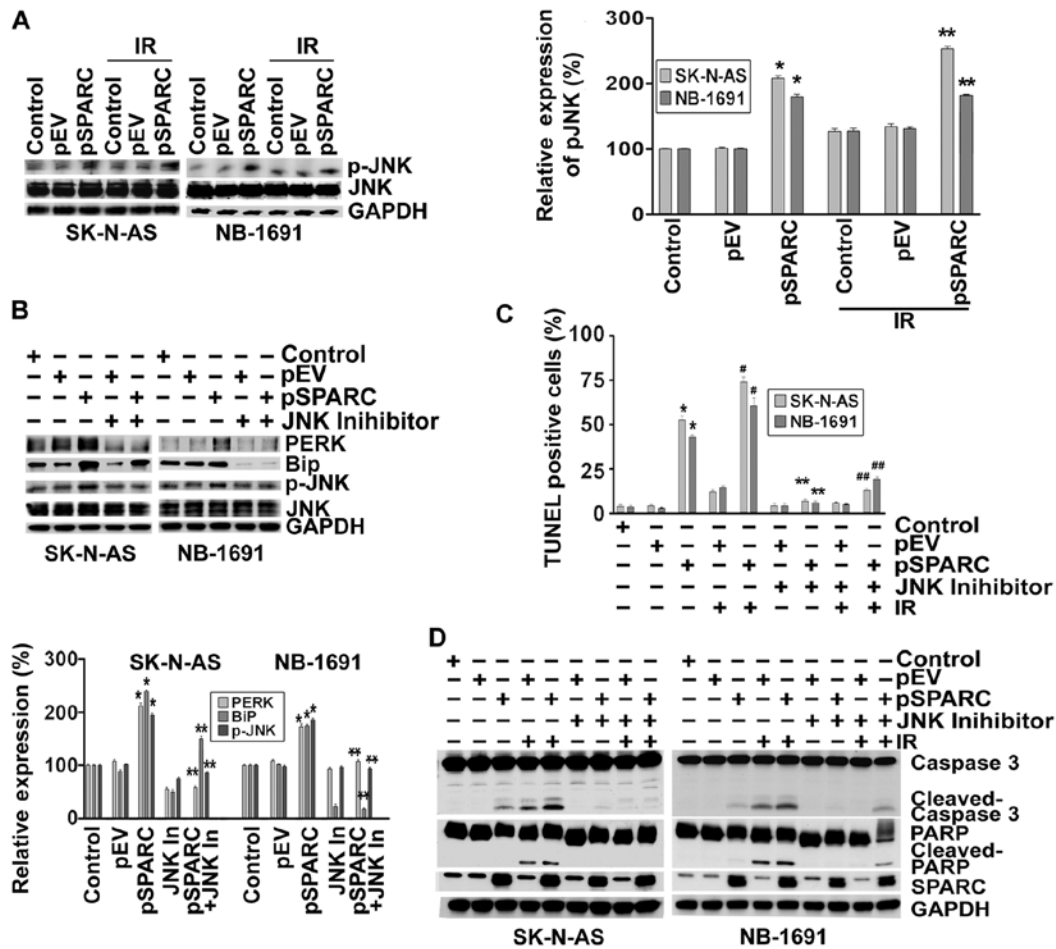 A
IR
IR
Control
pEV
pSPARC
Control
pEV
pSPARC
Control
pEV
pSPARC
Control
pEV
pSPARC
p-JNK
JNK
GAPDH
SK-N-AS NB-1691
Relative expression
of pJNK (%)
300
200
100
0
SK-N-AS
NB-1691
* * ** **
Control
pEV
pSPARC
Control
pEV
pSPARC
IR
B
+ − − − − + − − − − Control
− + − + − − + − + − pEV
− − + − + − − + − + pSPARC
− − − + + − − − + + JNK Inihibitor
PERK
Bip
p-JNK
JNK
GAPDH
SK-N-AS NB-1691
Relative expression (%)
300
200
100
0
SK-N-AS NB-1691
PERK
BiP
p-JNK
* * * ** ** ** * * * ** ** **
Control
pEV
pSPARC
JNK In
pSPARC
+JNK In
Control
pEV
pSPARC
JNK In
pSPARC
+JNK In
C
TUNEL positive cells (%)
100
75
50
25
0
SK-N-AS
NB-1691
* * # # ** ** ## ##
+ − − − − − − − − Control
− + − + − + − + − pEV
− − + − + − + − + pSPARC
− − − − − + + + + JNK Inihibitor
− − − + + − − + + IR
D
+ − − − − − − − − + − − − − − − − − Control
− + − + − + − + − − + − + − + − + − pEV
− − + − + − + − + − − + − + − + − + pSPARC
− − − − − + + + + − − − − − + + + + JNK Inihibitor
− − − + + − − + + − − − + + − − + + IR
Caspase 3
Cleaved-
Caspase 3
PARP
Cleaved-
PARP
SPARC
GAPDH
SK-N-AS NB-1691